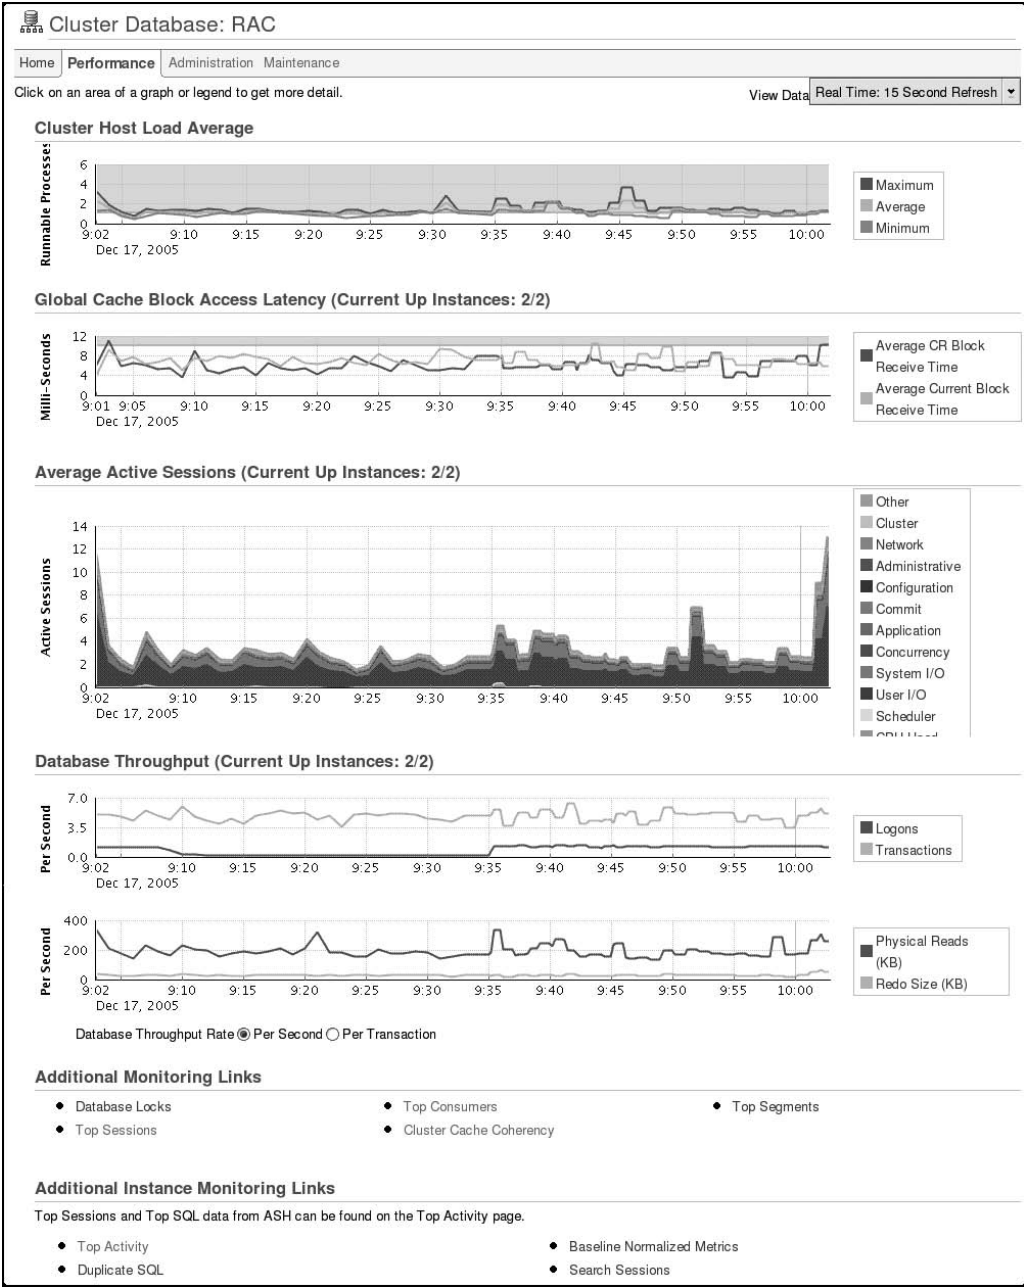 Cluster Database: RAC
Home Performance Administration Maintenance
Click on an area of a graph or legend to get more detail.
View Data Real Time: 15 Second Refresh
Cluster Host Load Average
Runnable Processes
6
4
2
0
9:02 9:10 9:15 9:20 9:25 9:30 9:35 9:40 9:45 9:50 9:55 10:00
Dec 17, 2005
Maximum
Average
Minimum
Global Cache Block Access Latency (Current Up Instances: 2/2)
Milli-Seconds
12
8
4
0
9:01 9:05 9:10 9:15 9:20 9:25 9:30 9:35 9:40 9:45 9:50 9:55 10:00
Dec 17, 2005
Average CR Block
Receive Time
Average Current Block
Receive Time
Average Active Sessions (Current Up Instances: 2/2)
Active Sessions
14
12
10
8
6
4
2
0
9:02 9:10 9:15 9:20 9:25 9:30 9:35 9:40 9:45 9:50 9:55 10:00
Dec 17, 2005
Other
Cluster
Network
Administrative
Configuration
Commit
Application
Concurrency
System I/O
User I/O
Scheduler
Database Throughput (Current Up Instances: 2/2)
Per Second
7.0
3.5
0.0
9:02 9:10 9:15 9:20 9:25 9:30 9:35 9:40 9:45 9:50 9:55 10:00
Dec 17, 2005
Logons
Transactions
Per Second
400
200
0
9:02 9:10 9:15 9:20 9:25 9:30 9:35 9:40 9:45 9:50 9:55 10:00
Dec 17, 2005
Physical Reads
(KB)
Redo Size (KB)
Database Throughput Rate Per Second Per Transaction
Additional Monitoring Links
Database Locks Top Consumers Top Segments
Top Sessions Cluster Cache Coherency
Additional Instance Monitoring Links
Top Sessions and Top SQL data from ASH can be found on the Top Activity page.
Top Activity Baseline Normalized Metrics
Duplicate SQL Search Sessions